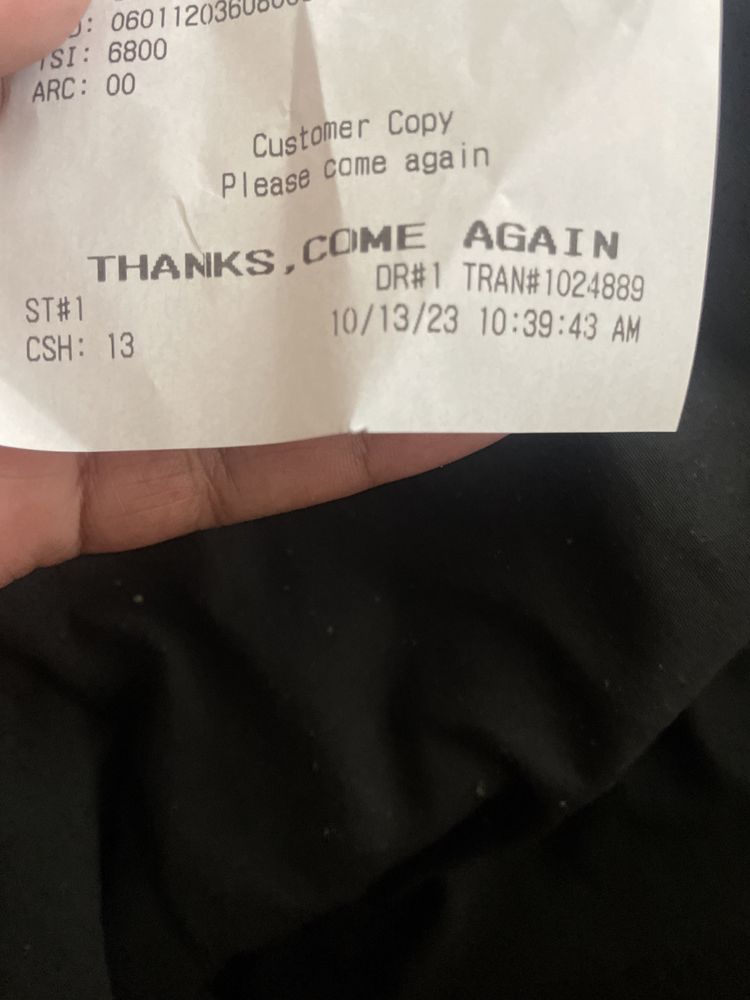 TSI: 6800
ARC: 00
Customer Copy
Please come again
THANKS,COME AGAIN
DR#1 TRAN#1024889
ST#1
10/13/23 10:39:43 AM
CSH: 13